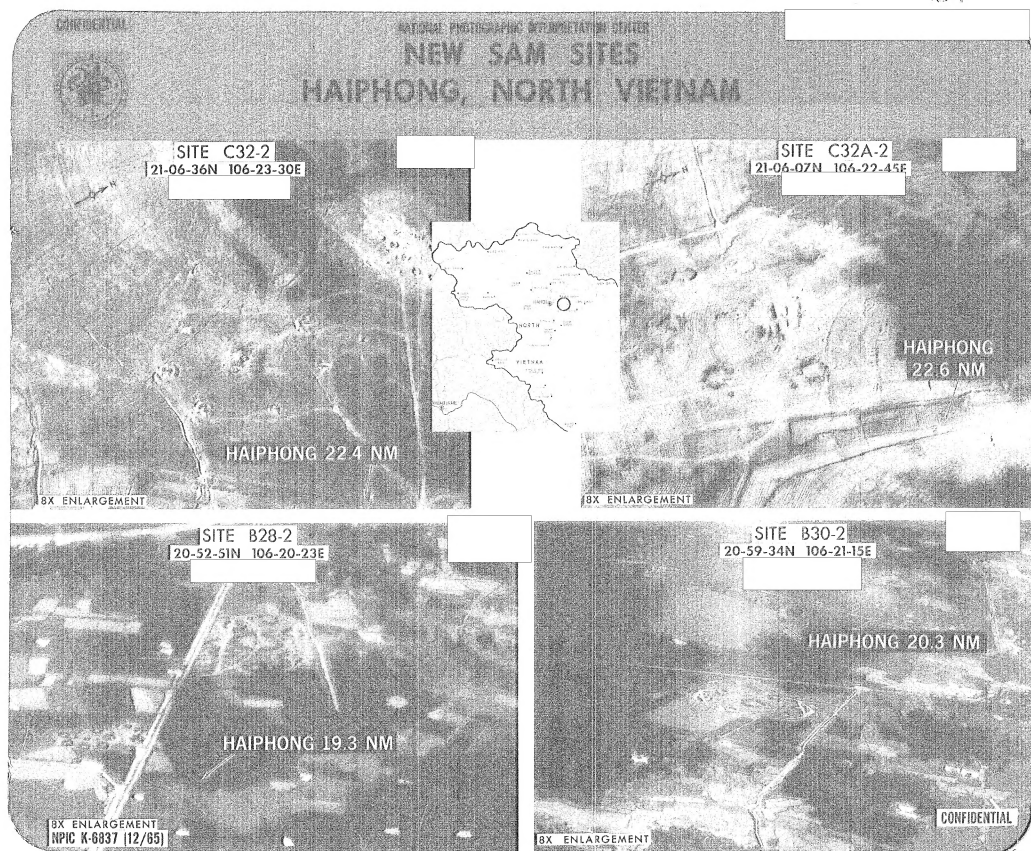 CONFIDENTIAL
NATIONAL PHOTOGRAPHIC INTERPRETATION CENTER
NEW SAM SITES
HAIPHONG, NORTH VIETNAM
SITE C32-2
21-06-36N 106-23-30E
N
HAIPHONG 22.4 NM
8X ENLARGEMENT
NORTH
VIETNAM
SITE C32A-2
21-06-07N 106-22-45E
N
HAIPHONG
22.6 NM
8X ENLARGEMENT
SITE B28-2
20-52-51N 106-20-23E
HAIPHONG 19.3 NM
8X ENLARGEMENT
NPIC K-6837 (12/65)
SITE B30-2
20-59-34N 106-21-15E
HAIPHONG 20.3 NM
8X ENLARGEMENT
CONFIDENTIAL